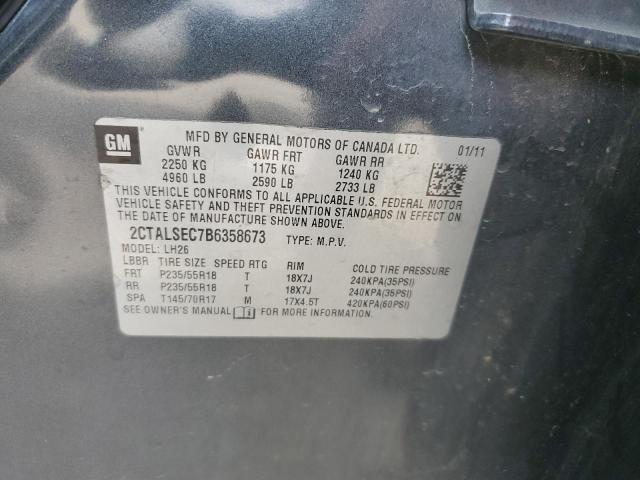 GM
MFD BY GENERAL MOTORS OF CANADA LTD. 01/11
GVWR GAWR FRT GAWR RR
2250 KG 1175 KG 1240 KG
4960 LB 2590 LB 2733 LB
THIS VEHICLE CONFORMS TO ALL APPLICABLE U.S. FEDERAL MOTOR
VEHICLE SAFETY AND THEFT PREVENTION STANDARDS IN EFFECT ON
THE DATE OF MANUFACTURE SHOWN ABOVE.
2CTALSEC7B6358673 TYPE: M.P.V.
MODEL: LH26
LBBR TIRE SIZE SPEED RTG RIM COLD TIRE PRESSURE
FRT P235/55R18 T 18X7J 240KPA(35PSI)
RR P235/55R18 T 18X7J 240KPA(35PSI)
SPA T145/70R17 M 17X4.5T 420KPA(60PSI)
SEE OWNER'S MANUAL FOR MORE INFORMATION.